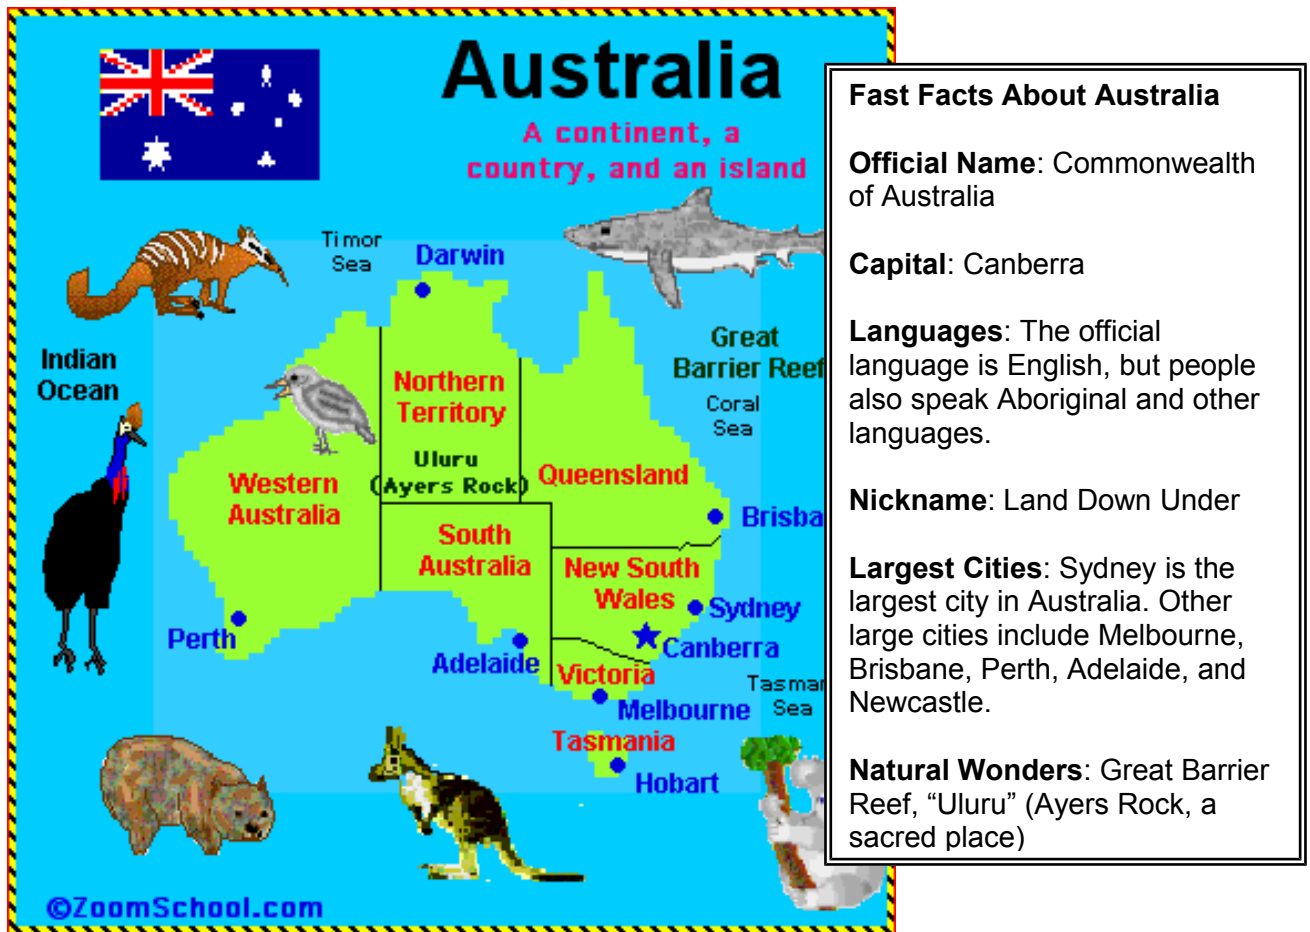 Australia
A continent, a
country, and an island
Timor
Sea
Darwin
Indian
Ocean
Great
Barrier Reef
Coral
Sea
Northern
Territory
Uluru
(Ayers Rock)
Western
Australia
Queensland
South
Australia
Brisba
New South
Wales
Sydney
Canberra
Perth
Adelaide
Victoria
Tasman
Sea
Melbourne
Tasmania
Hobart
©ZoomSchool.com
Fast Facts About Australia
Official Name: Commonwealth
of Australia
Capital: Canberra
Languages: The official
language is English, but people
also speak Aboriginal and other
languages.
Nickname: Land Down Under
Largest Cities: Sydney is the
largest city in Australia. Other
large cities include Melbourne,
Brisbane, Perth, Adelaide, and
Newcastle.
Natural Wonders: Great Barrier
Reef, “Uluru” (Ayers Rock, a
sacred place)